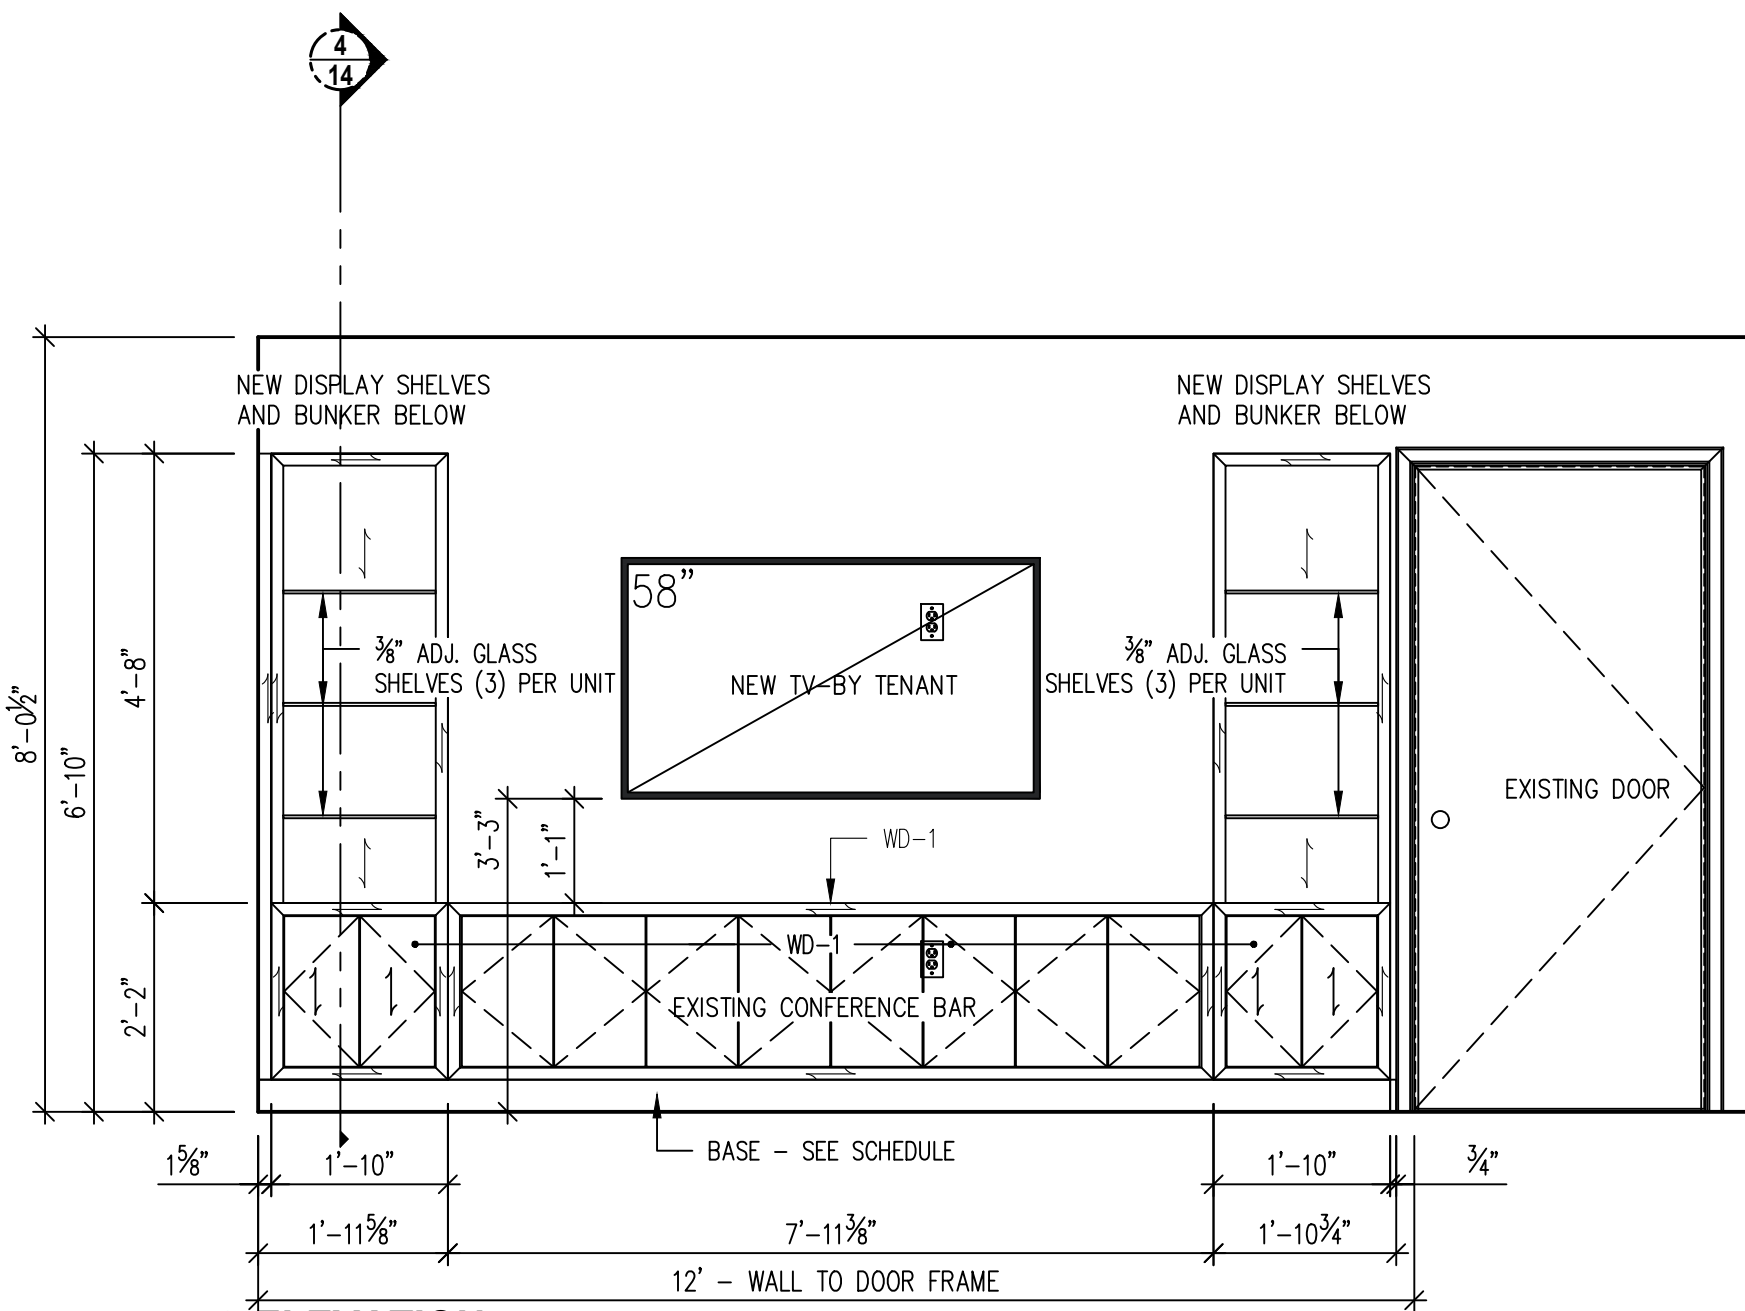 4
14
NEW DISPLAY SHELVES
AND BUNKER BELOW
NEW DISPLAY SHELVES
AND BUNKER BELOW
58"
⅜" ADJ. GLASS
SHELVES (3) PER UNIT
NEW TV-BY TENANT
⅜" ADJ. GLASS
SHELVES (3) PER UNIT
8'-0½"
6'-10"
4'-8"
2'-2"
3'-3"
1'-1"
EXISTING DOOR
WD-1
WD-1
EXISTING CONFERENCE BAR
BASE - SEE SCHEDULE
1⅝"
1'-10"
1'-10"
¾"
1'-11⅝"
7'-11⅜"
1'-10¾"
12' - WALL TO DOOR FRAME